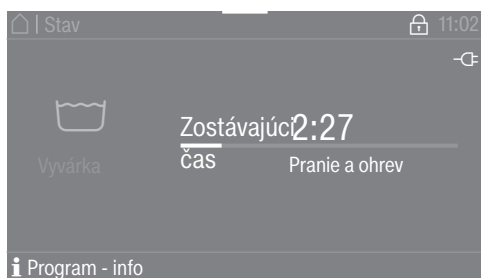 | Stav 11:02
Zostávajúci 2:27
čas
Pranie a ohrev
Vyvárka
i Program - info